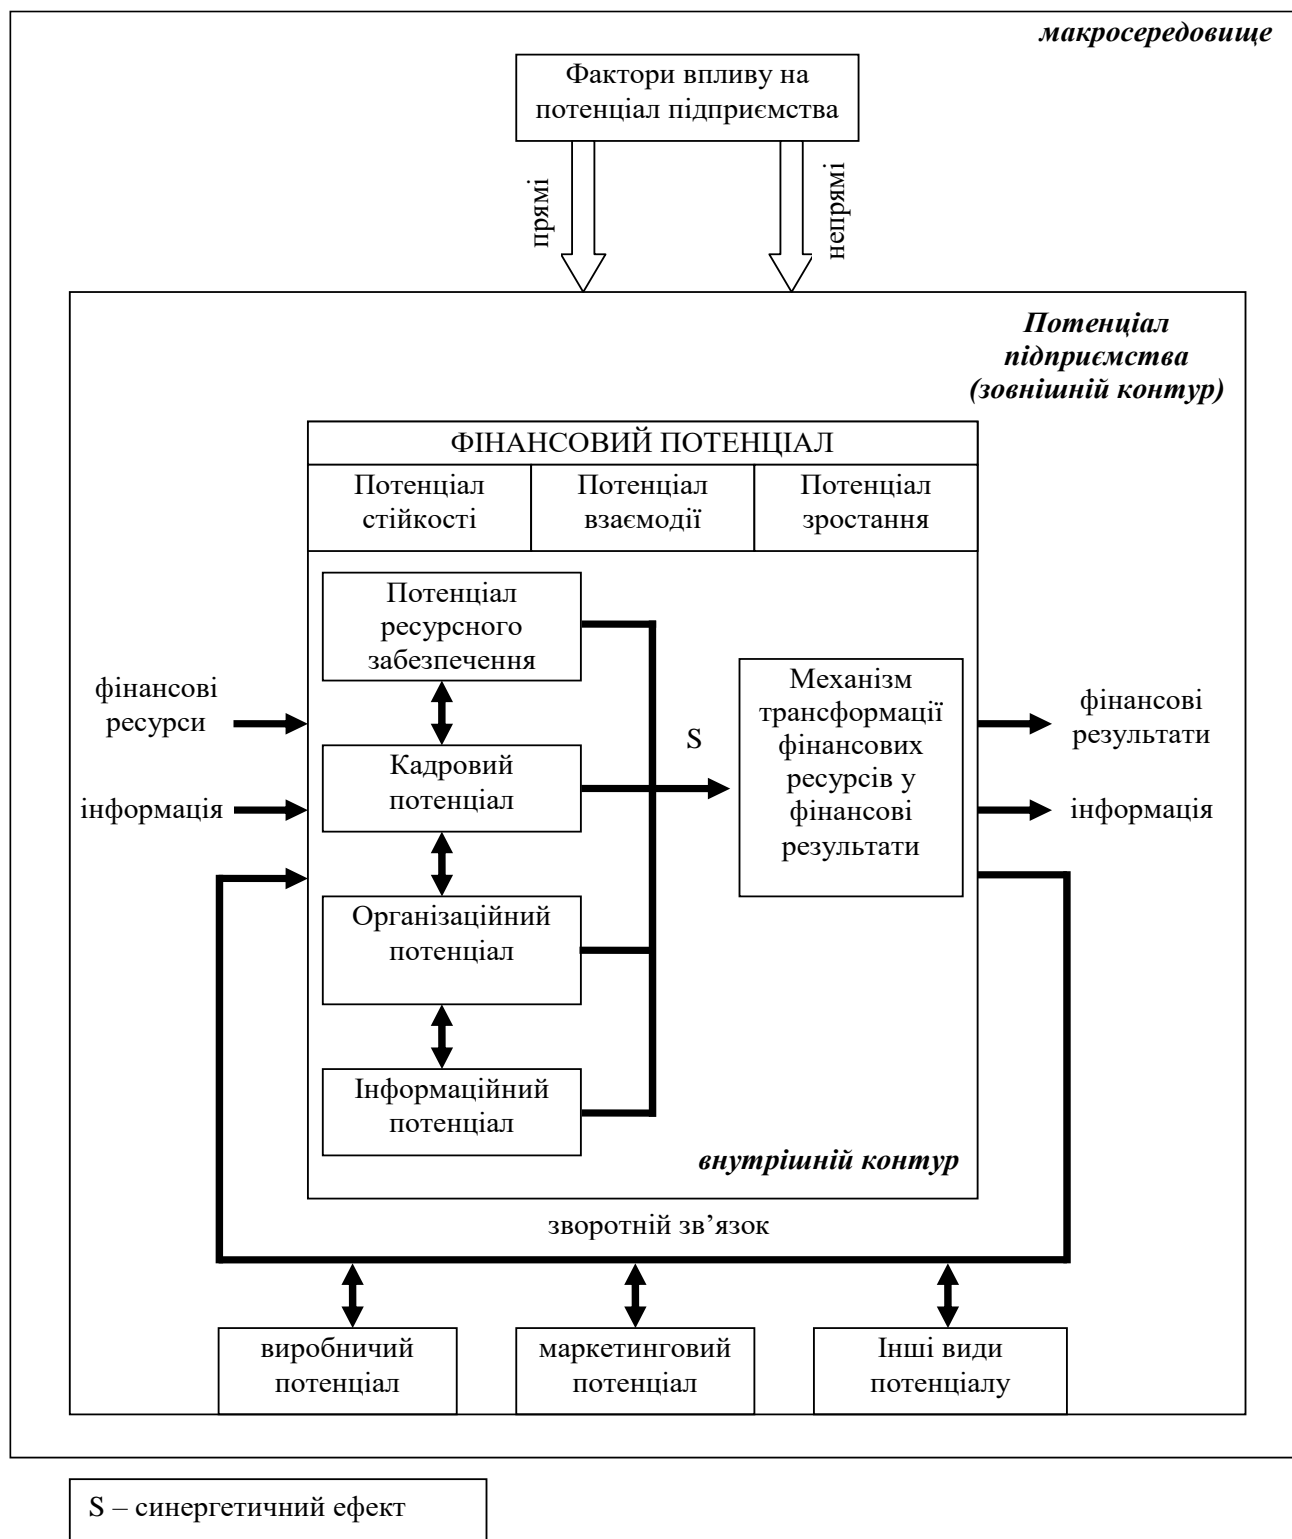 макросередовище
Фактори впливу на
потенціал підприємства
прямі
непрямі
Потенціал
підприємства
(зовнішній контур)
ФІНАНСОВИЙ ПОТЕНЦІАЛ
Потенціал
стійкості
Потенціал
взаємодії
Потенціал
зростання
Потенціал
ресурсного
забезпечення
фінансові
ресурси
інформація
Кадровий
потенціал
Організаційний
потенціал
Інформаційний
потенціал
S
Механізм
трансформації
фінансових
ресурсів у
фінансові
результати
фінансові
результати
інформація
внутрішній контур
зворотній зв’язок
виробничий
потенціал
маркетинговий
потенціал
Інші види
потенціалу
S – синергетичний ефект